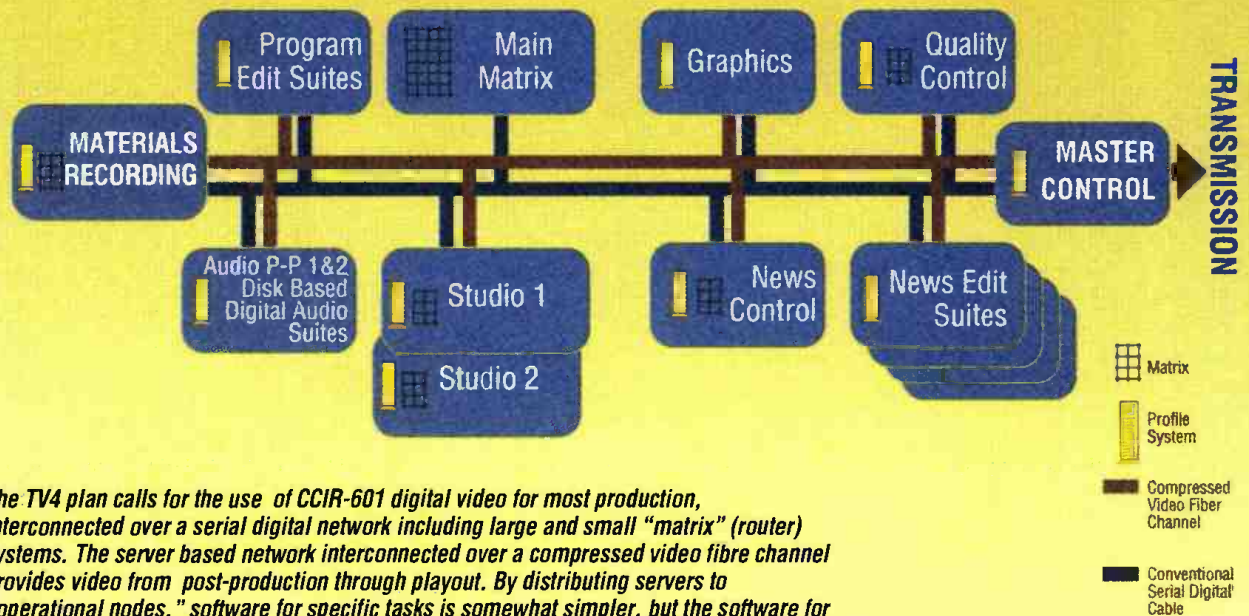 Program
Edit Suites
Main
Matrix
Graphics
Quality
Control
MATERIALS
RECORDING
MASTER
CONTROL
TRANSMISSION
Audio P-P 1&2
Disk Based
Digital Audio
Suites
Studio 1
Studio 2
News
Control
News Edit
Suites
Matrix
Profile
System
Compressed
Video Fiber
Channel
Conventional
Serial Digital
Cable
he TV4 plan calls for the use of CCIR-601 digital video for most production,
nterconnected over a serial digital network including large and small “matrix” (router)
ystems. The server based network interconnected over a compressed video fibre channel
rovides video from post-production through playout. By distributing servers to
operational nodes,” software for specific tasks is somewhat simpler, but the software for